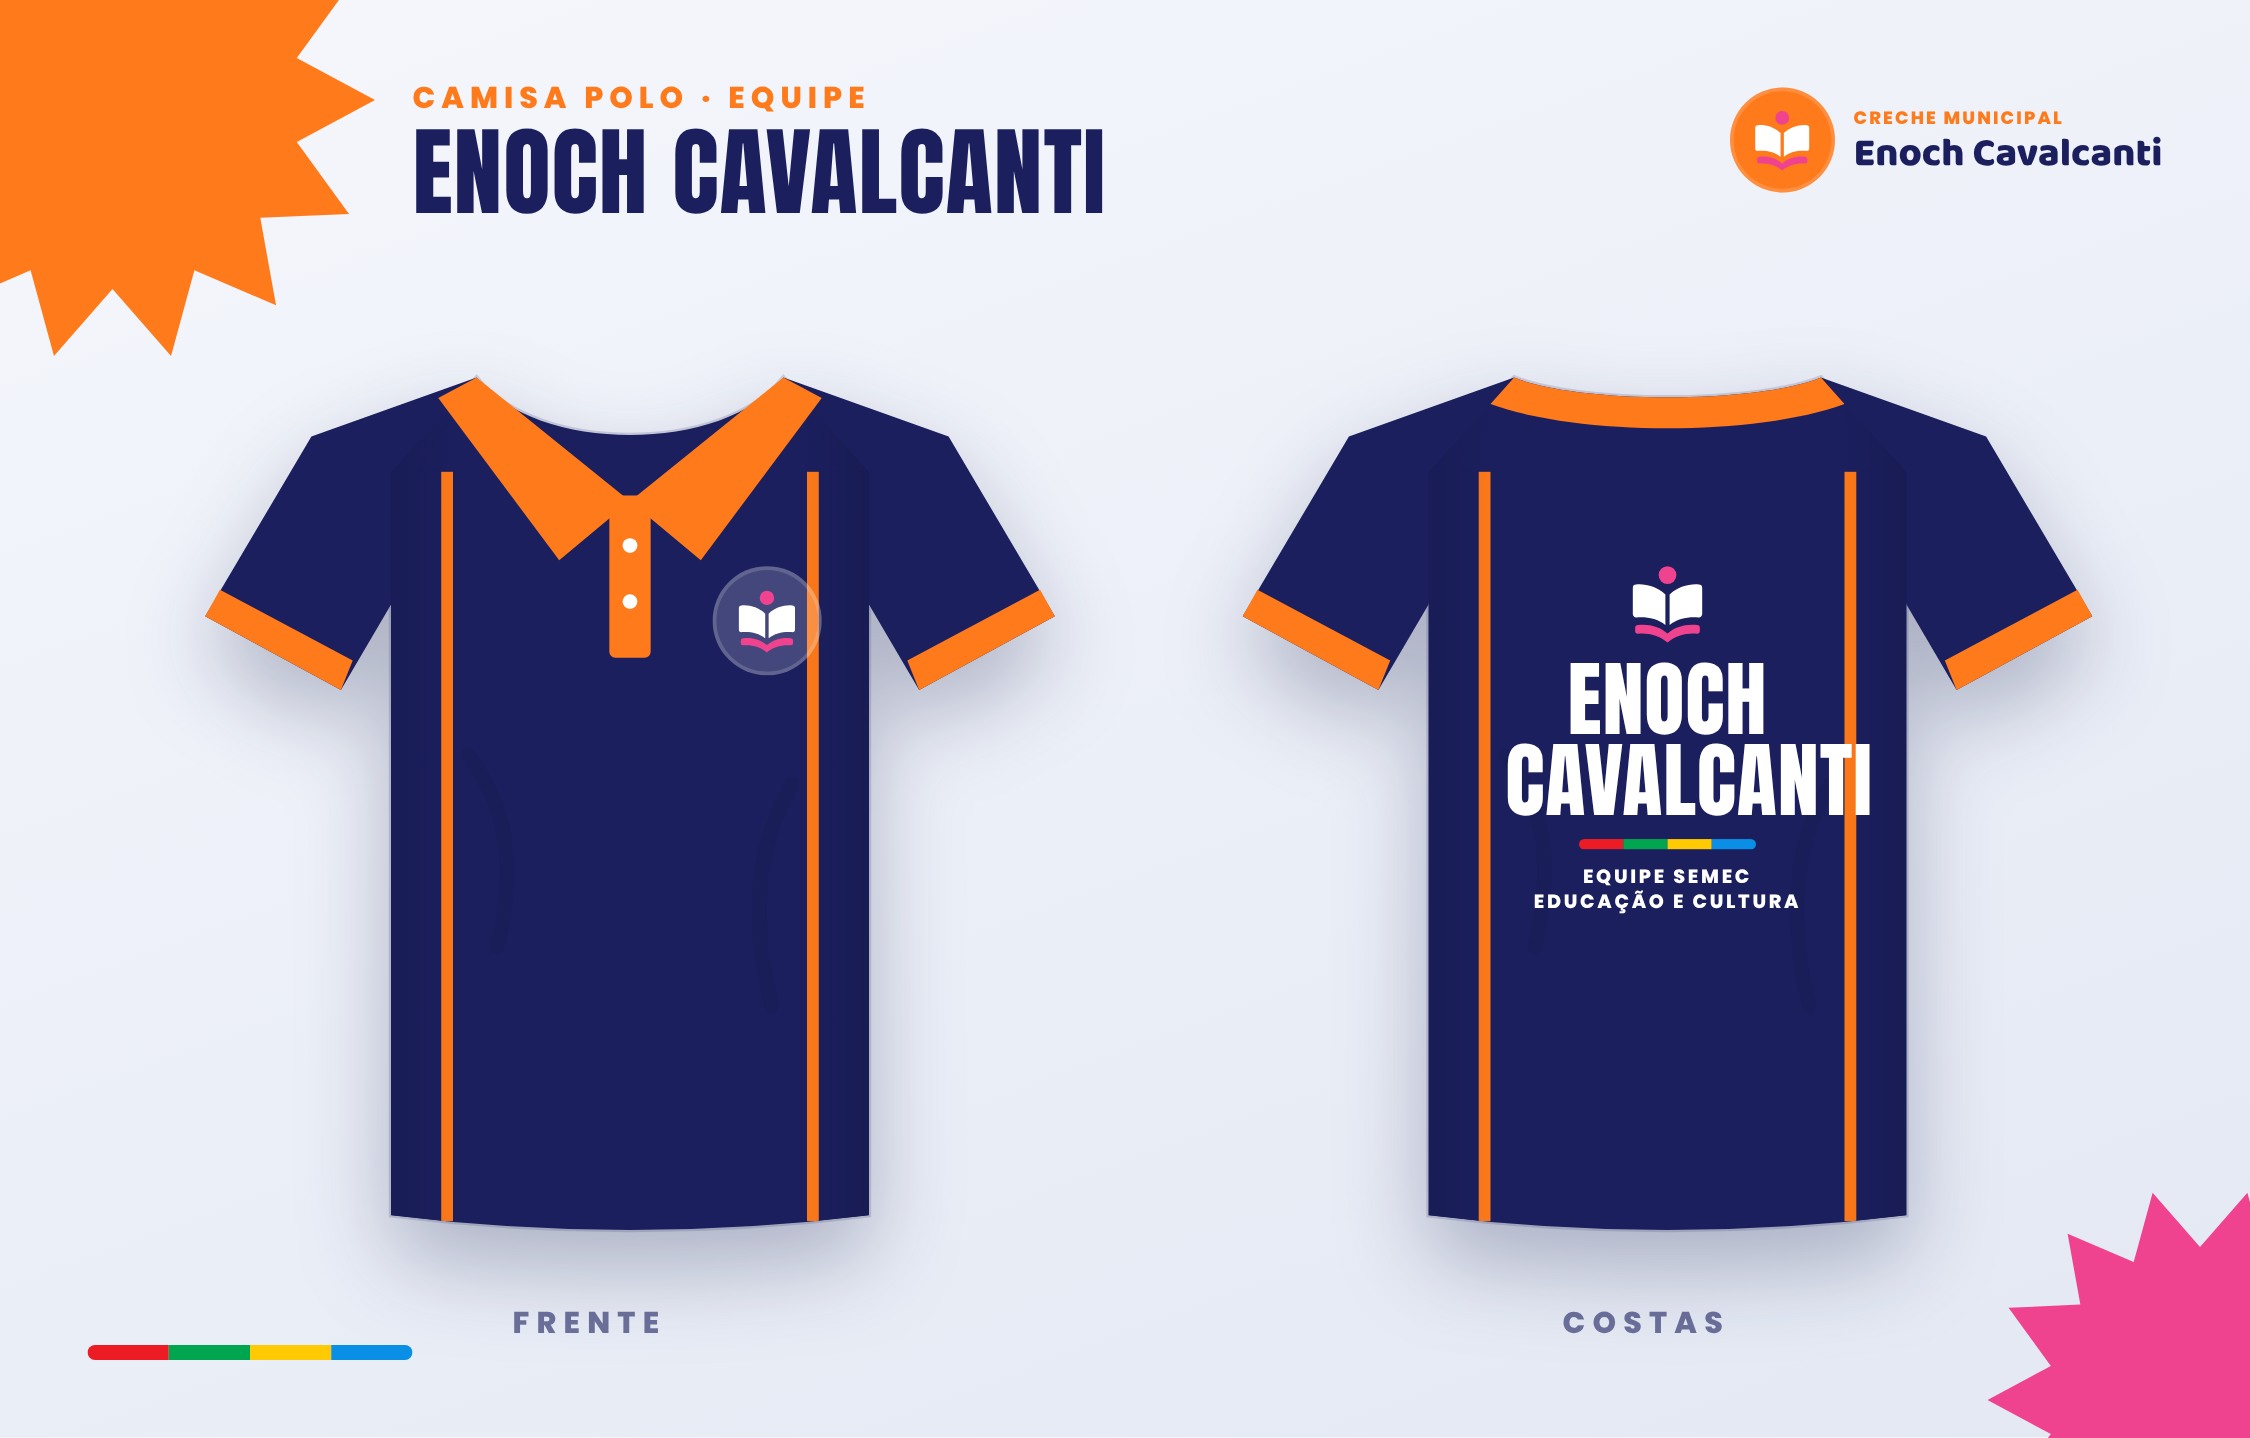 CAMISA POLO · EQUIPE
ENOCH CAVALCANTI
CRECHE MUNICIPAL
Enoch Cavalcanti
ENOCH
CAVALCANTI
EQUIPE SEMEC
EDUCAÇÃO E CULTURA
FRENTE
COSTAS